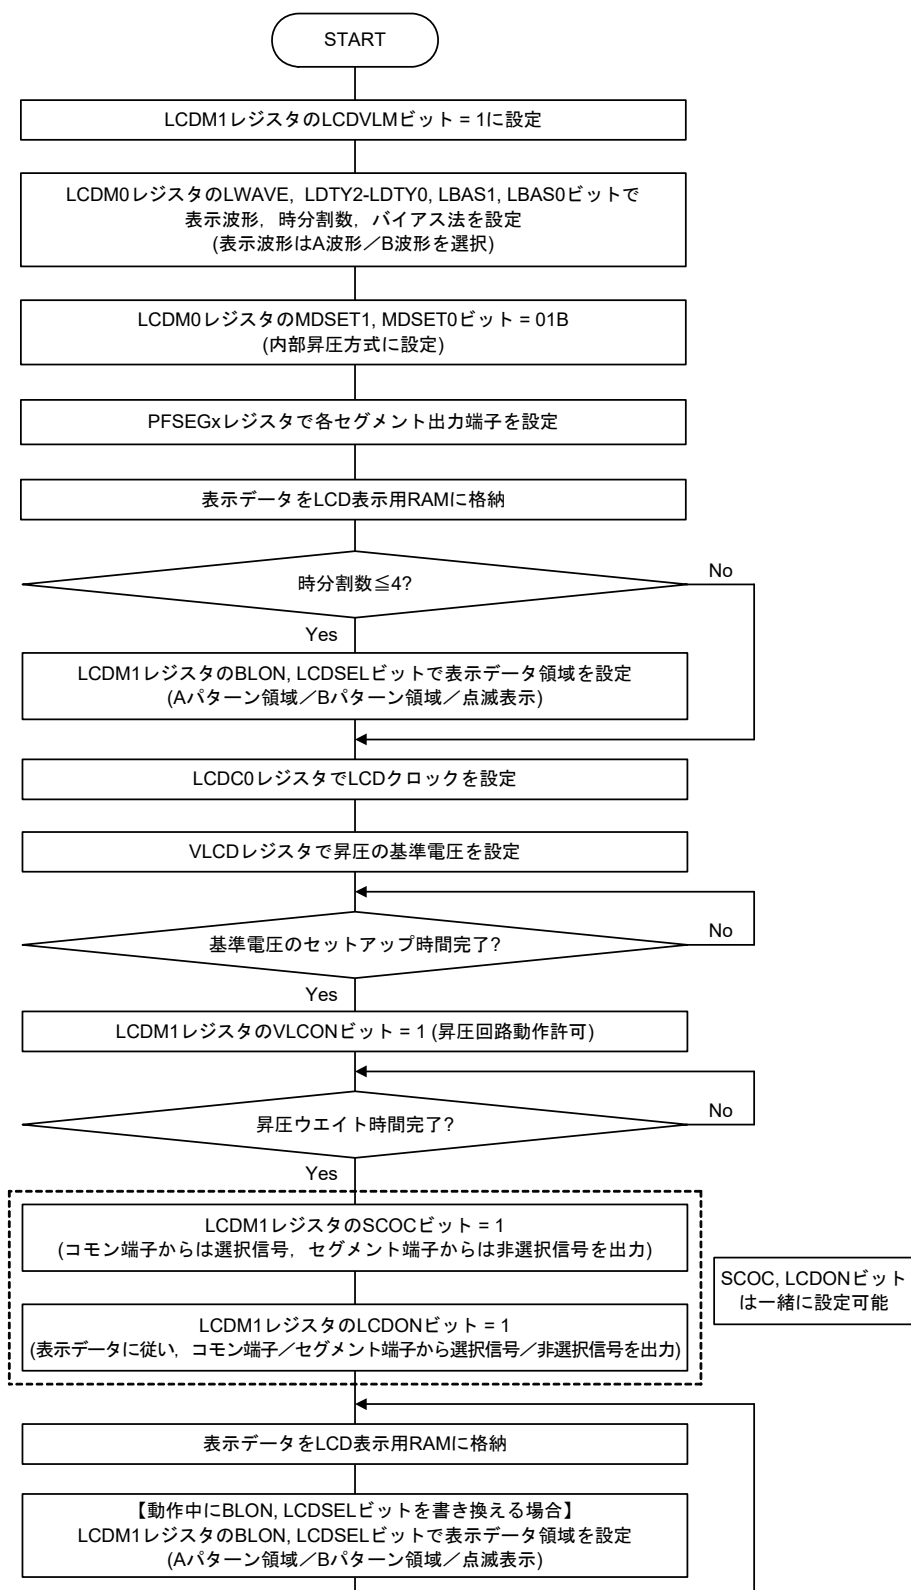 START
LCDM1レジスタのLCDVLMビット = 1に設定
LCDM0レジスタのLWAVE, LDTY2-LDTY0, LBAS1, LBAS0ビットで
表示波形，時分割数，バイアス法を設定
(表示波形はA波形／B波形を選択)
LCDM0レジスタのMDSET1, MDSET0ビット = 01B
(内部昇圧方式に設定)
PFSEGxレジスタで各セグメント出力端子を設定
表示データをLCD表示用RAMに格納
時分割数≦4?
No
Yes
LCDM1レジスタのBLON, LCDSELビットで表示データ領域を設定
(Aパターン領域／Bパターン領域／点滅表示)
LCDC0レジスタでLCDクロックを設定
VLCDレジスタで昇圧の基準電圧を設定
基準電圧のセットアップ時間完了?
No
Yes
LCDM1レジスタのVLCONビット = 1 (昇圧回路動作許可)
昇圧ウエイト時間完了?
No
Yes
LCDM1レジスタのSCOCビット = 1
(コモン端子からは選択信号，セグメント端子からは非選択信号を出力)
SCOC, LCDONビット
は一緒に設定可能
LCDM1レジスタのLCDONビット = 1
(表示データに従い，コモン端子／セグメント端子から選択信号／非選択信号を出力)
表示データをLCD表示用RAMに格納
【動作中にBLON, LCDSELビットを書き換える場合】
LCDM1レジスタのBLON, LCDSELビットで表示データ領域を設定
(Aパターン領域／Bパターン領域／点滅表示)